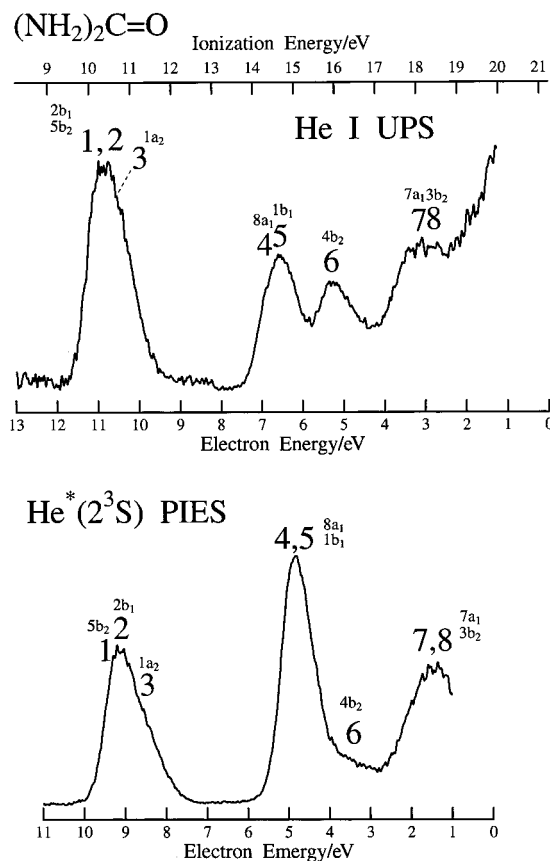 (NH2)2C=O
Ionization Energy/eV
9 10 11 12 13 14 15 16 17 18 19 20 21
He I UPS
2b1
5b2
1,2
3 1a2
8a1 1b1
4 5
4b2
6
7a1 3b2
7 8
13 12 11 10 9 8 7 6 5 4 3 2 1 0
Electron Energy/eV
He*(2³S) PIES
4,5 8a1
1b1
2b1
5b2 2
1
1a2
3
4b2
6
7,8 7a1
3b2
11 10 9 8 7 6 5 4 3 2 1 0
Electron Emergy/eV